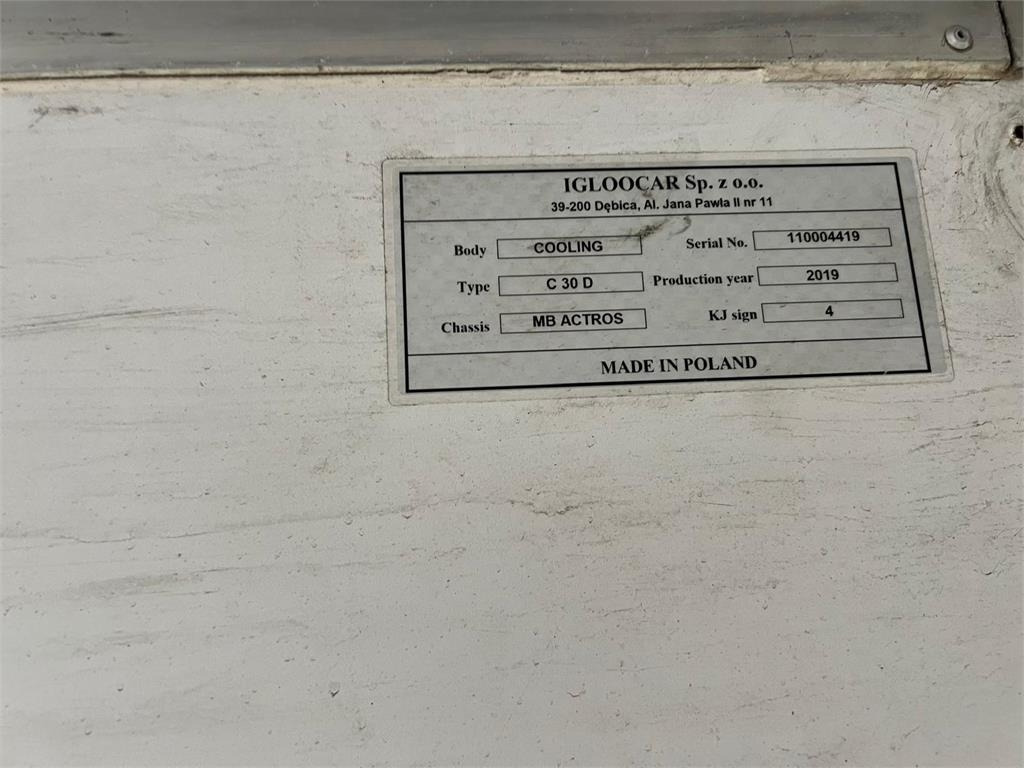 IGLOOCAR Sp. z o.o.
39-200 Dębica, Al. Jana Pawła II nr 11
Body COOLING Serial No. 110004419
Type C 30 D Production year 2019
Chassis MB ACTROS KJ sign 4
MADE IN POLAND